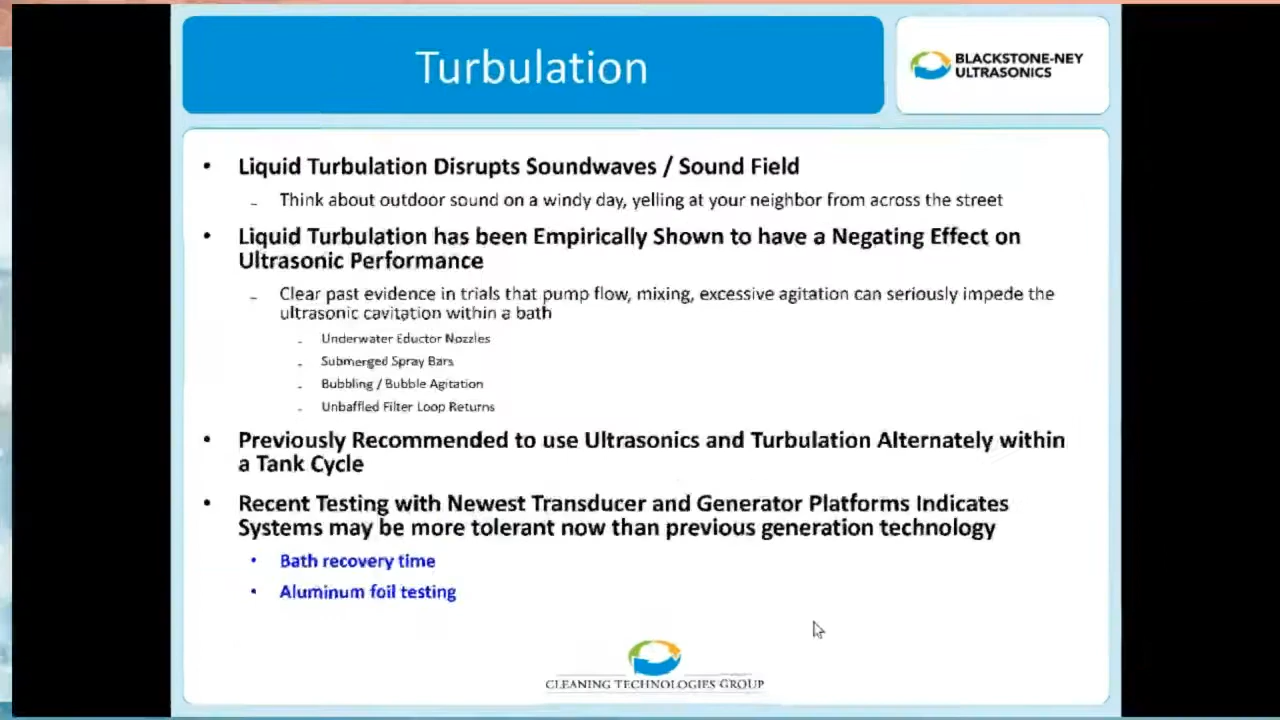 Turbulation
BLACKSTONE-NEY
ULTRASONICS
• Liquid Turbulation Disrupts Soundwaves / Sound Field
– Think about outdoor sound on a windy day, yelling at your neighbor from across the street
• Liquid Turbulation has been Empirically Shown to have a Negating Effect on
Ultrasonic Performance
– Clear past evidence in trials that pump flow, mixing, excessive agitation can seriously impede the
ultrasonic cavitation within a bath
– Underwater Eductor Nozzles
– Submerged Spray Bars
– Bubbling / Bubble Agitation
– Unbaffled Filter Loop Returns
• Previously Recommended to use Ultrasonics and Turbulation Alternately within
a Tank Cycle
• Recent Testing with Newest Transducer and Generator Platforms Indicates
Systems may be more tolerant now than previous generation technology
• Bath recovery time
• Aluminum foil testing
CLEANING TECHNOLOGIES GROUP